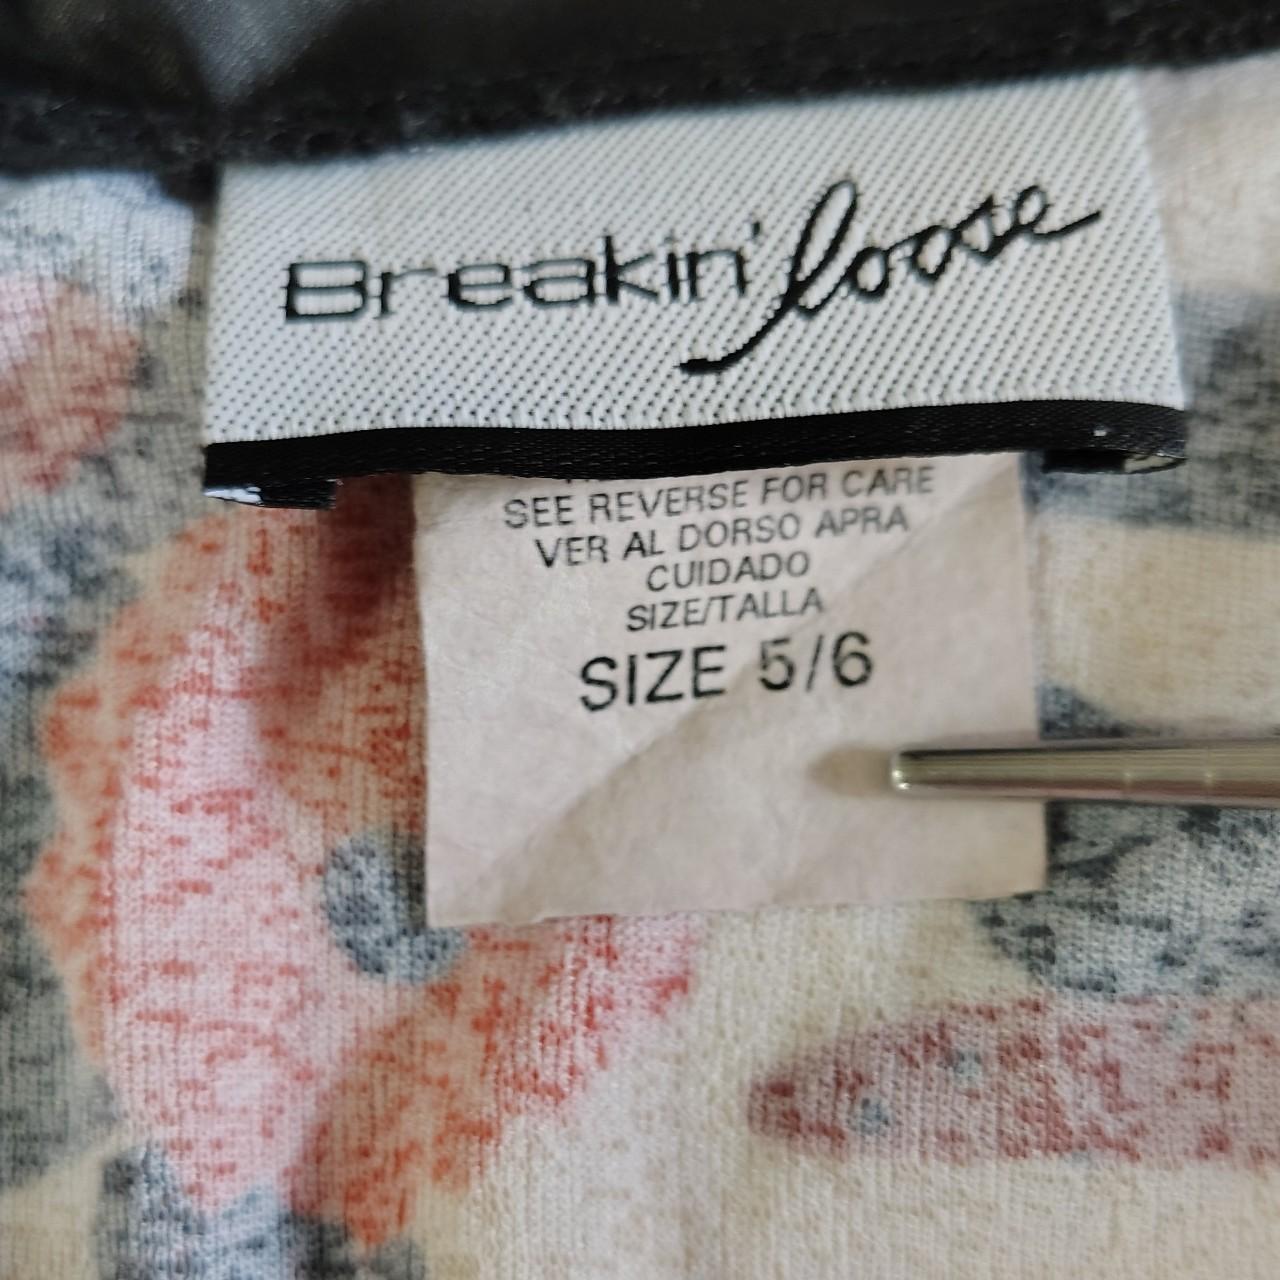 Breakin' loose
SEE REVERSE FOR CARE
VER AL DORSO APRA
CUIDADO
SIZE/TALLA
SIZE 5/6